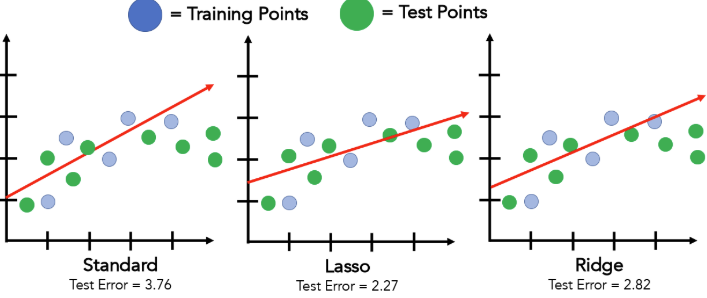 = Training Points
= Test Points
Standard
Test Error = 3.76
Lasso
Test Error = 2.27
Ridge
Test Error = 2.82